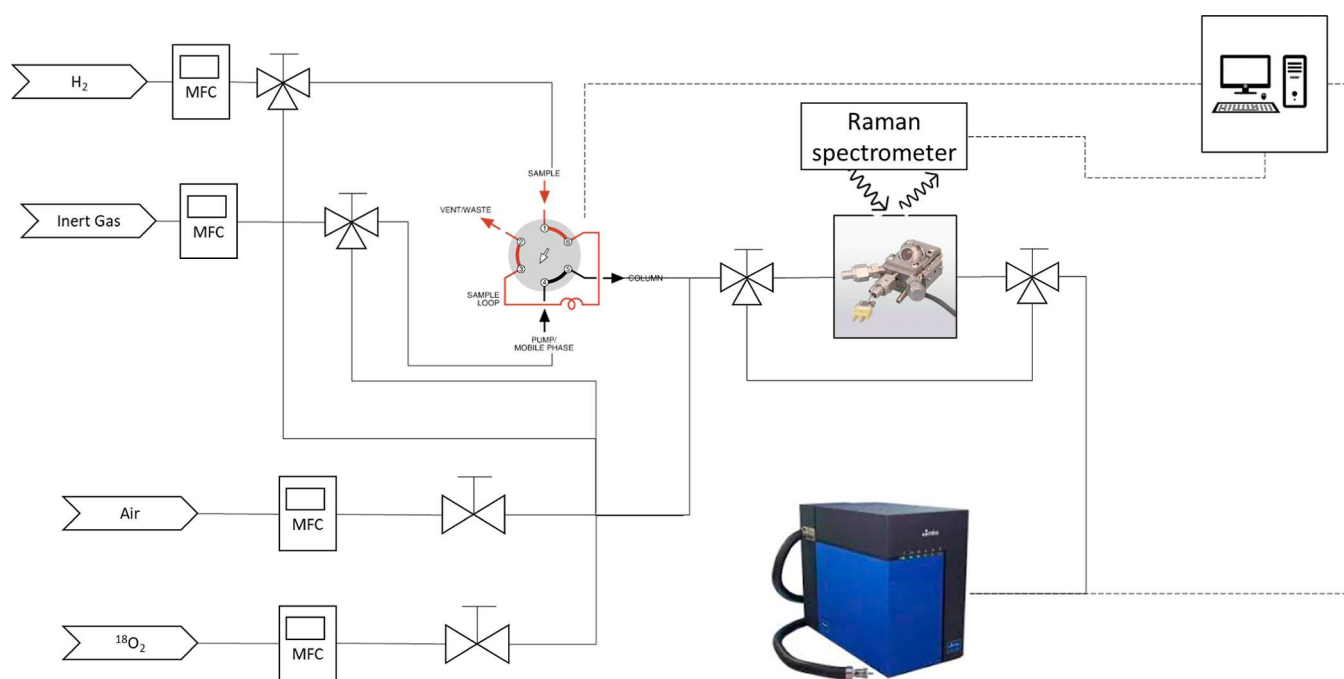 H₂
MFC
Raman
spectrometer
SAMPLE
Inert Gas
MFC
VENT/WASTE
1
2
6
3
5
4
COLUMN
SAMPLE
LOOP
PUMP/
MOBILE PHASE
Air
MFC
¹⁸O₂
MFC